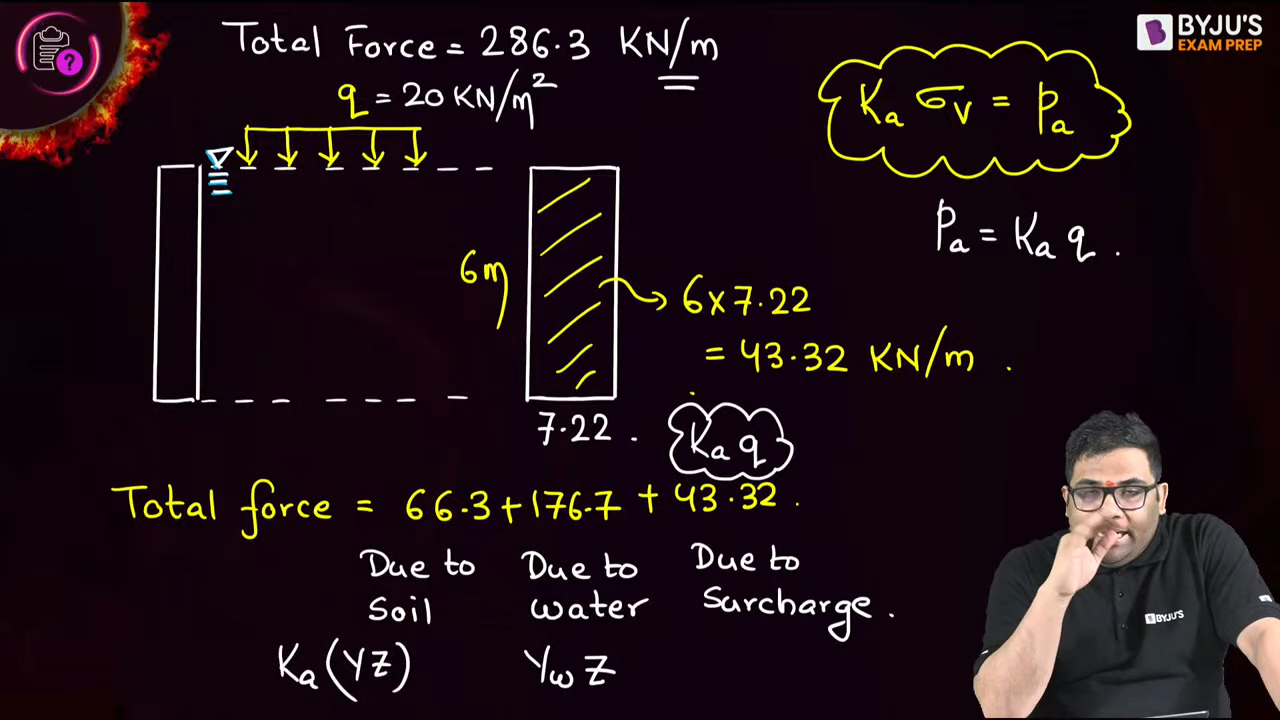 Total Force = 286.3 KN/m
BYJU'S
EXAM PREP
q = 20 KN/m²
Ka σv = Pa
Pa = Ka q .
6m
6x7.22
= 43.32 KN/m .
7.22 .
Ka q
Total force = 66.3 + 176.7 + 43.32 .
Due to Soil
Due to water
Due to Surcharge .
Ka (γz)
γw z
BYJU'S
?